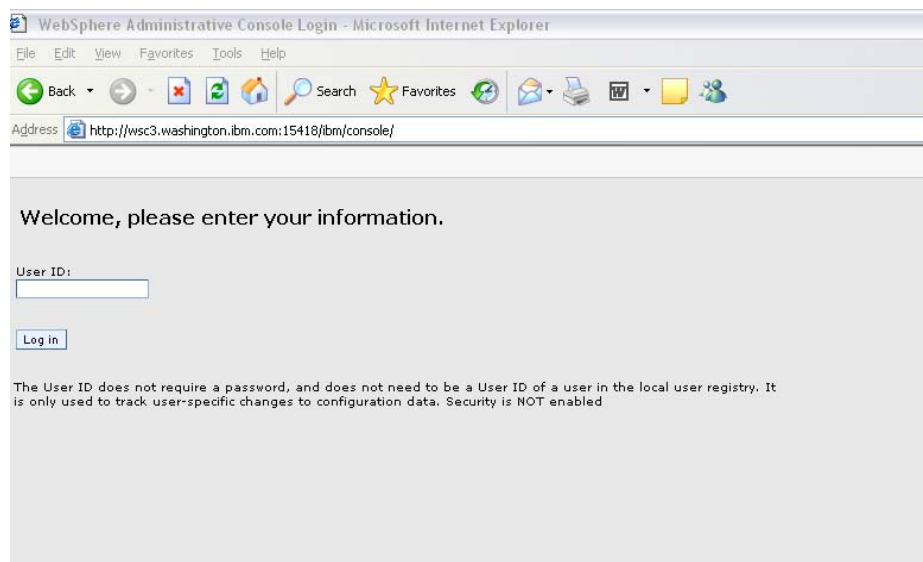 WebSphere Administrative Console Login - Microsoft Internet Explorer
File Edit View Favorites Tools Help
Back Search Favorites
Address http://wsc3.washington.ibm.com:15418/ibm/console/
Welcome, please enter your information.
User ID:
Log in
The User ID does not require a password, and does not need to be a User ID of a user in the local user registry. It
is only used to track user-specific changes to configuration data. Security is NOT enabled